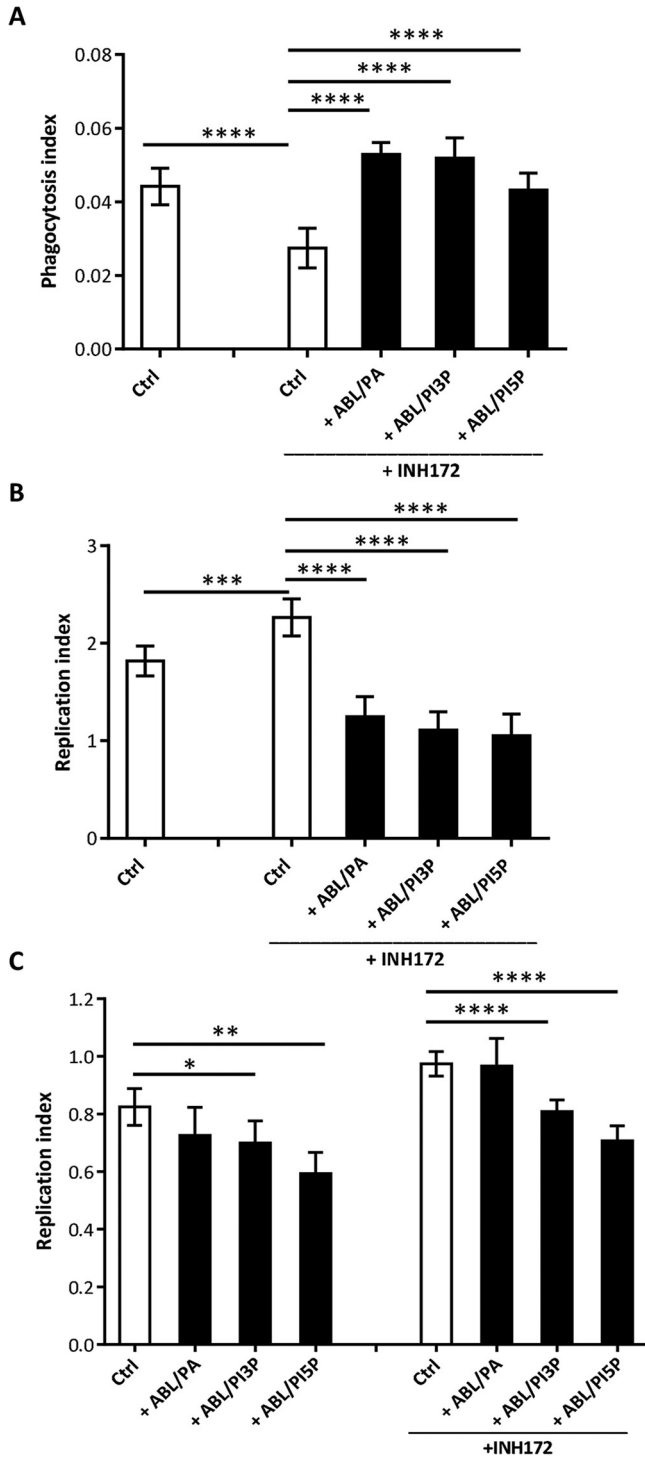 A
Phagocytosis index
0.08
0.06
0.04
0.02
0.00
****
****
****
****
Ctrl
Ctrl
+ ABL/PA
+ ABL/PI3P
+ ABL/PI5P
+ INH172
B
Replication index
3
2
1
0
***
****
****
****
Ctrl
Ctrl
+ ABL/PA
+ ABL/PI3P
+ ABL/PI5P
+ INH172
C
Replication index
1.2
1.0
0.8
0.6
0.4
0.2
0.0
**
*
****
****
Ctrl
+ ABL/PA
+ ABL/PI3P
+ ABL/PI5P
Ctrl
+ ABL/PA
+ ABL/PI3P
+ ABL/PI5P
+INH172